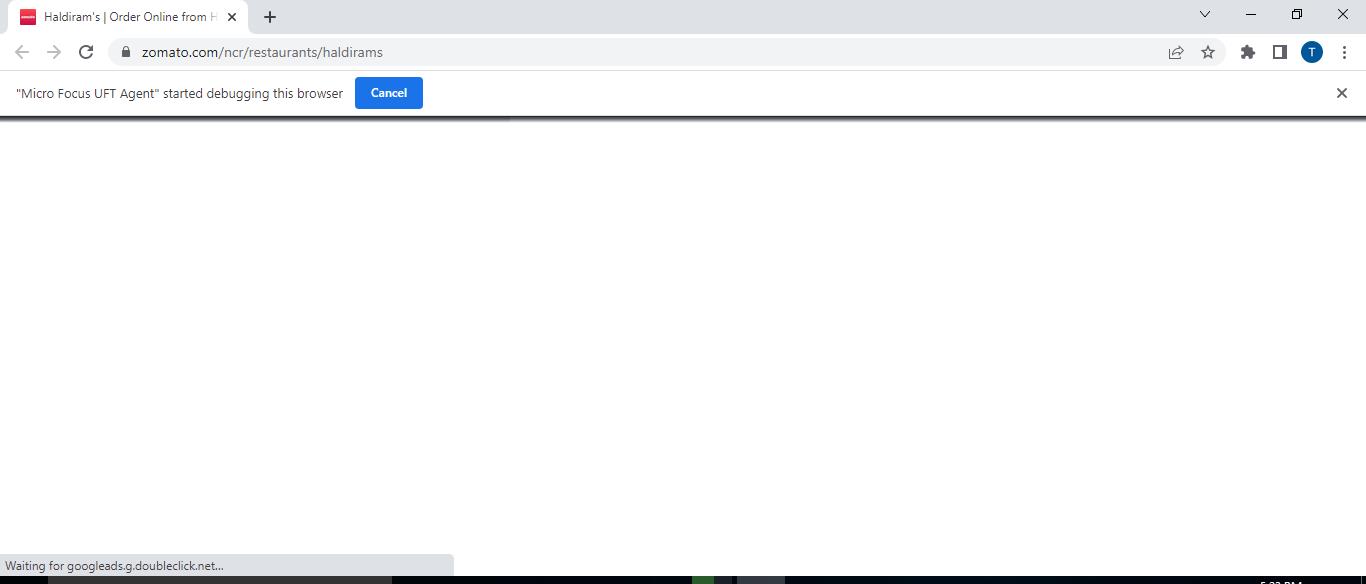 Haldiram's | Order Online from H
zomato.com/ncr/restaurants/haldirams
T
"Micro Focus UFT Agent" started debugging this browser
Cancel
Waiting for googleads.g.doubleclick.net...